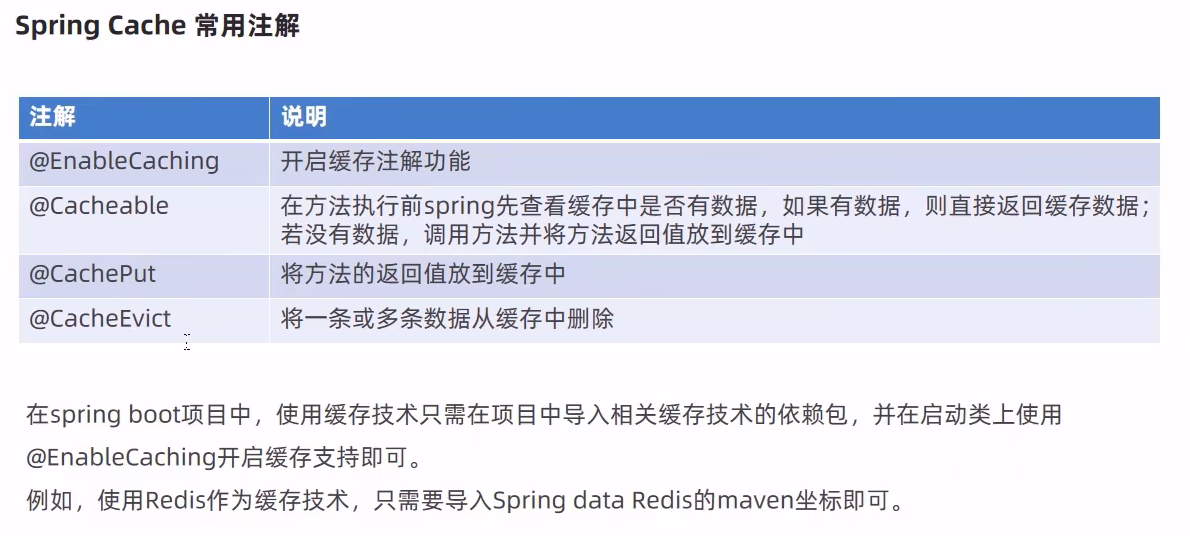 Spring Cache 常用注解
注解 说明
@EnableCaching 开启缓存注解功能
@Cacheable 在方法执行前spring先查看缓存中是否有数据，如果有数据，则直接返回缓存数据；
若没有数据，调用方法并将方法返回值放到缓存中
@CachePut 将方法的返回值放到缓存中
@CacheEvict 将一条或多条数据从缓存中删除
在spring boot项目中，使用缓存技术只需在项目中导入相关缓存技术的依赖包，并在启动类上使用
@EnableCaching开启缓存支持即可。
例如，使用Redis作为缓存技术，只需要导入Spring data Redis的maven坐标即可。